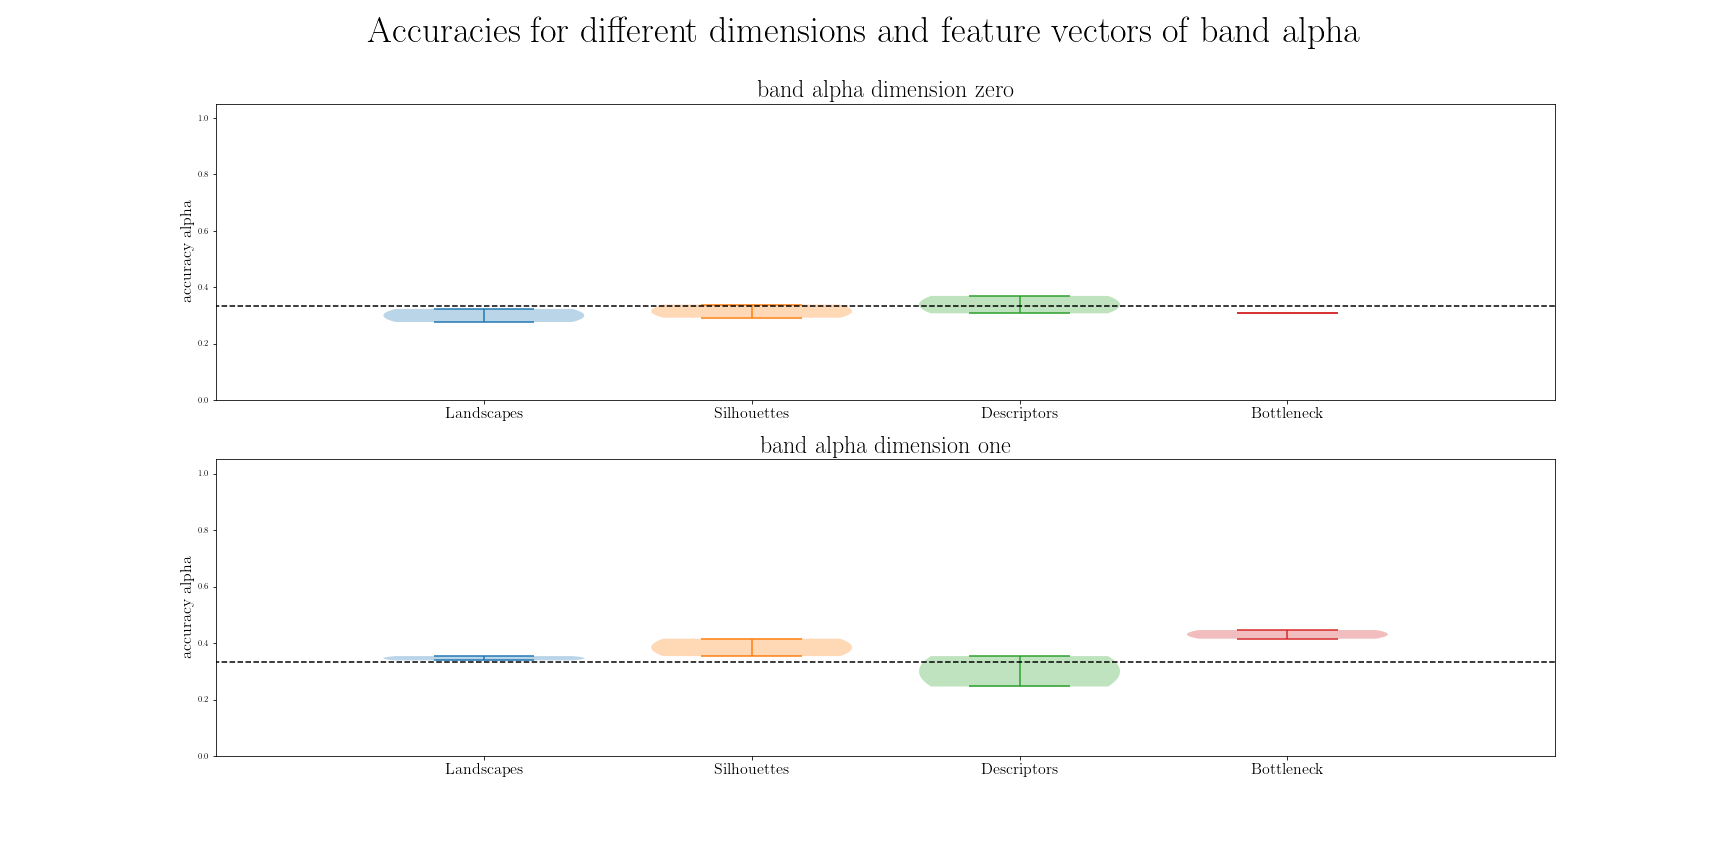 Accuracies for different dimensions and feature vectors of band alpha
band alpha dimension zero
accuracy alpha
1.0
0.8
0.6
0.4
0.2
0.0
Landscapes Silhouettes Descriptors Bottleneck
band alpha dimension one
accuracy alpha
1.0
0.8
0.6
0.4
0.2
0.0
Landscapes Silhouettes Descriptors Bottleneck